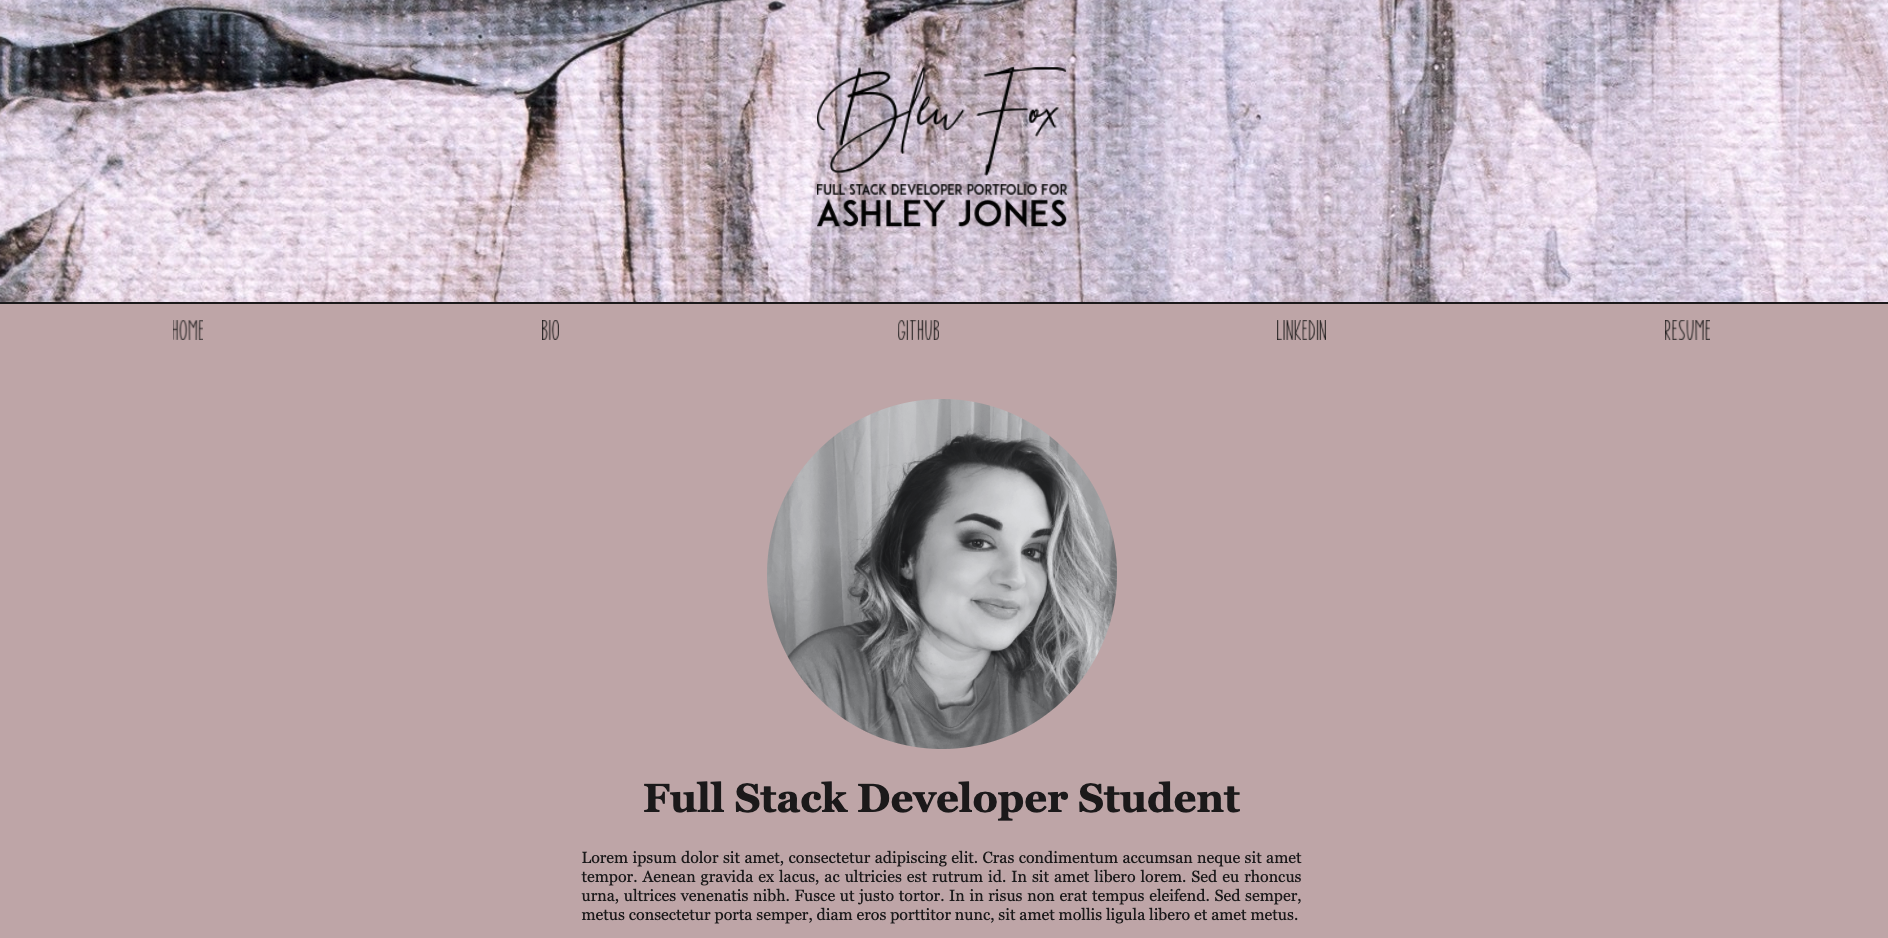 Blew Fox
FULL STACK DEVELOPER PORTFOLIO FOR
ASHLEY JONES
HOME BIO GITHUB LINKEDIN RESUME
Full Stack Developer Student
Lorem ipsum dolor sit amet, consectetur adipiscing elit. Cras condimentum accumsan neque sit amet
tempor. Aenean gravida ex lacus, ac ultricies est rutrum id. In sit amet libero lorem. Sed eu rhoncus
urna, ultrices venenatis nibh. Fusce ut justo tortor. In in risus non erat tempus eleifend. Sed semper,
metus consectetur porta semper, diam eros porttitor nunc, sit amet mollis ligula libero et amet metus.